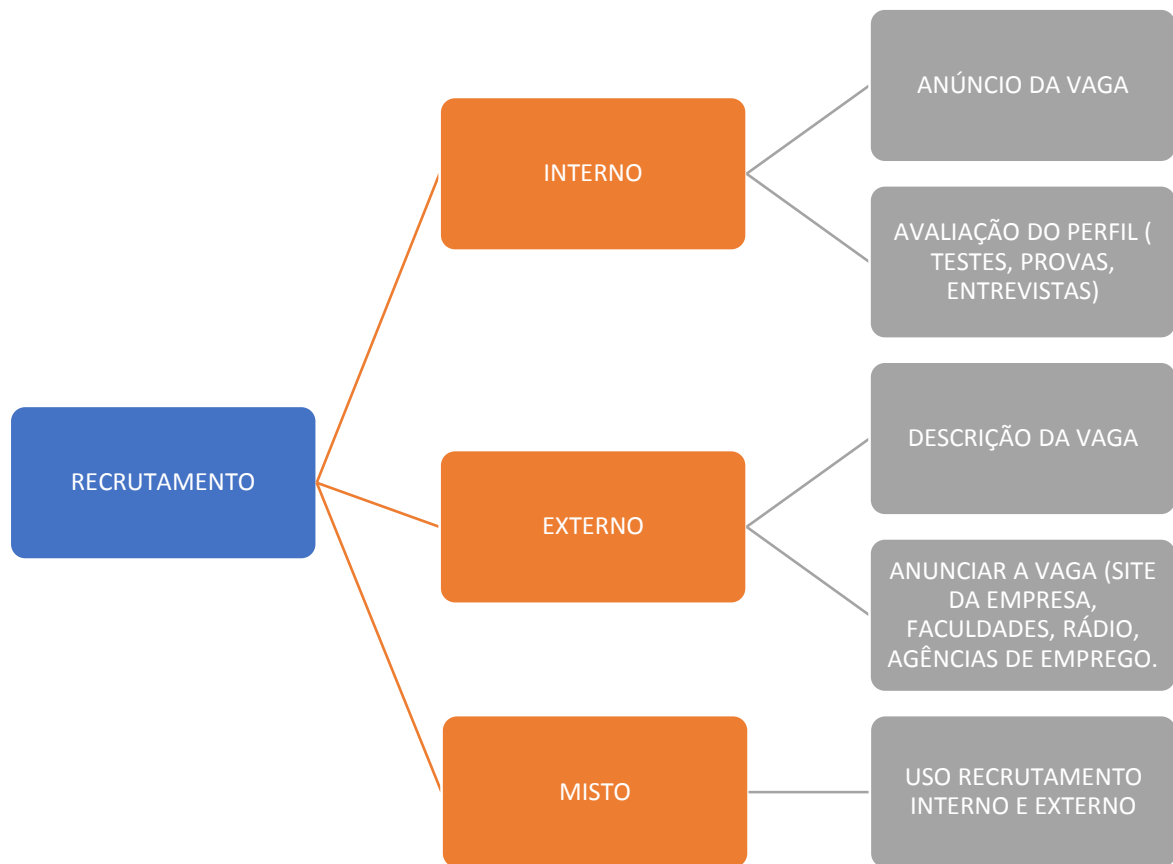 RECRUTAMENTO
INTERNO
ANÚNCIO DA VAGA
AVALIAÇÃO DO PERFIL (
TESTES, PROVAS,
ENTREVISTAS)
EXTERNO
DESCRIÇÃO DA VAGA
ANUNCIAR A VAGA (SITE
DA EMPRESA,
FACULDADES, RÁDIO,
AGÊNCIAS DE EMPREGO.
MISTO
USO RECRUTAMENTO
INTERNO E EXTERNO